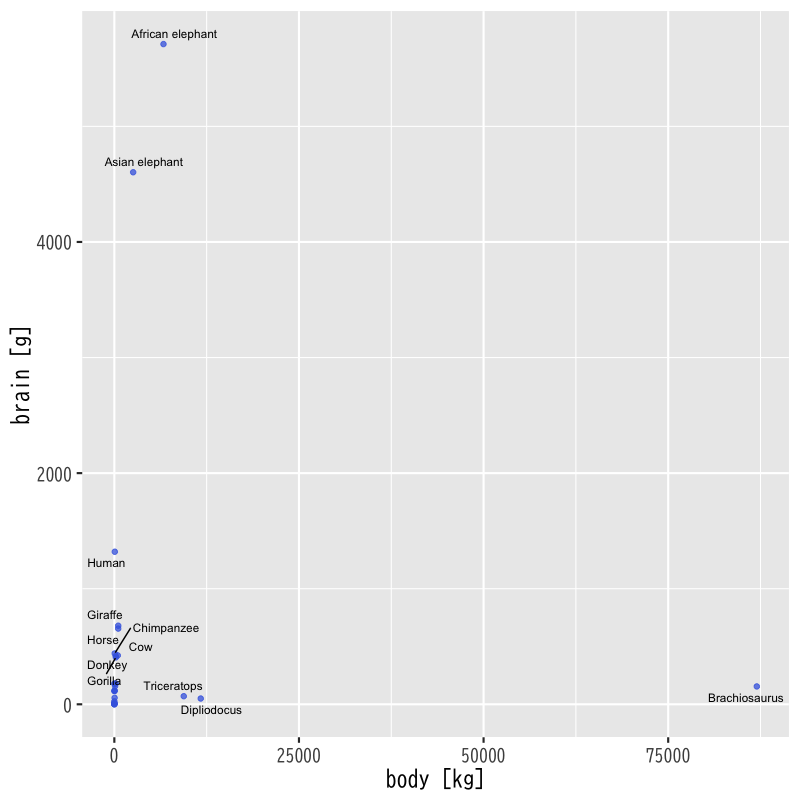 African elephant
Asian elephant
4000
brain [g]
2000
Human
Giraffe
Chimpanzee
Horse
Cow
Donkey
Gorilla
Triceratops
Brachiosaurus
0
Dipliodocus
0
25000
50000
75000
body [kg]